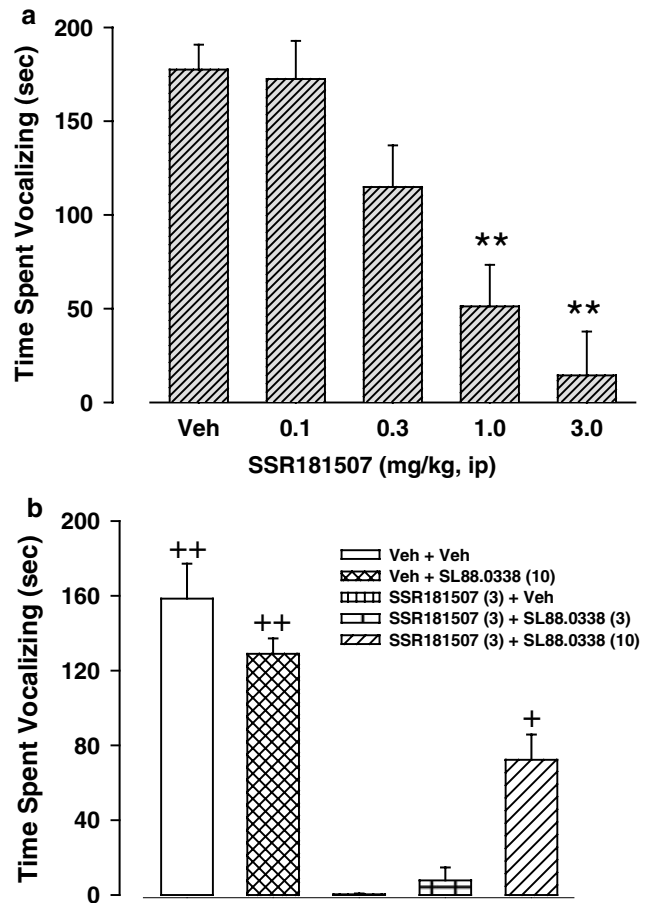 a
Time Spent Vocalizing (sec)
200
150
100
50
0
**
**
Veh 0.1 0.3 1.0 3.0
SSR181507 (mg/kg, ip)
b
Time Spent Vocalizing (sec)
200
160
120
80
40
0
++
++
+
Veh + Veh
Veh + SL88.0338 (10)
SSR181507 (3) + Veh
SSR181507 (3) + SL88.0338 (3)
SSR181507 (3) + SL88.0338 (10)